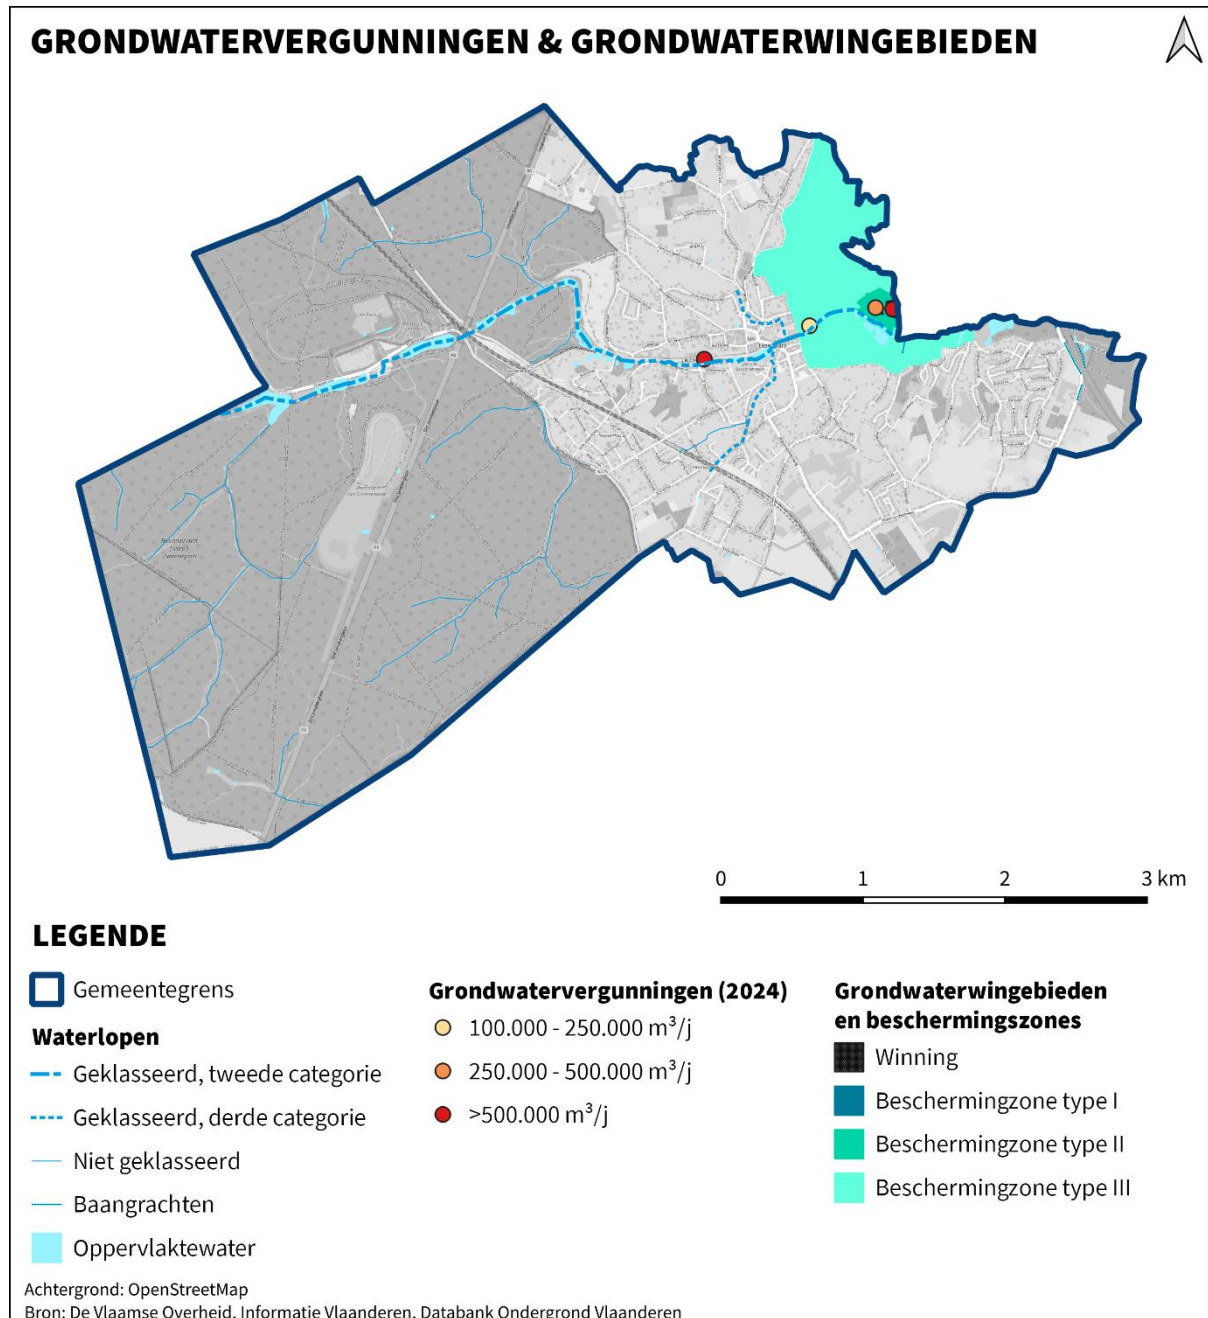 GRONDWATERVERGUNNINGEN & GRONDWATERWINGEBIEDEN
0 1 2 3 km
LEGENDE
Gemeentegrens
Waterlopen
Geklasseerd, tweede categorie
Geklasseerd, derde categorie
Niet geklasseerd
Baangrachten
Oppervlaktewater
Grondwatervergunningen (2024)
100.000 - 250.000 m³/j
250.000 - 500.000 m³/j
>500.000 m³/j
Grondwaterwingebieden
en beschermingszones
Winning
Beschermingzone type I
Beschermingzone type II
Beschermingzone type III
Achtergrond: OpenStreetMap
Bron: De Vlaamse Overheid, Informatie Vlaanderen, Databank Ondergrond Vlaanderen